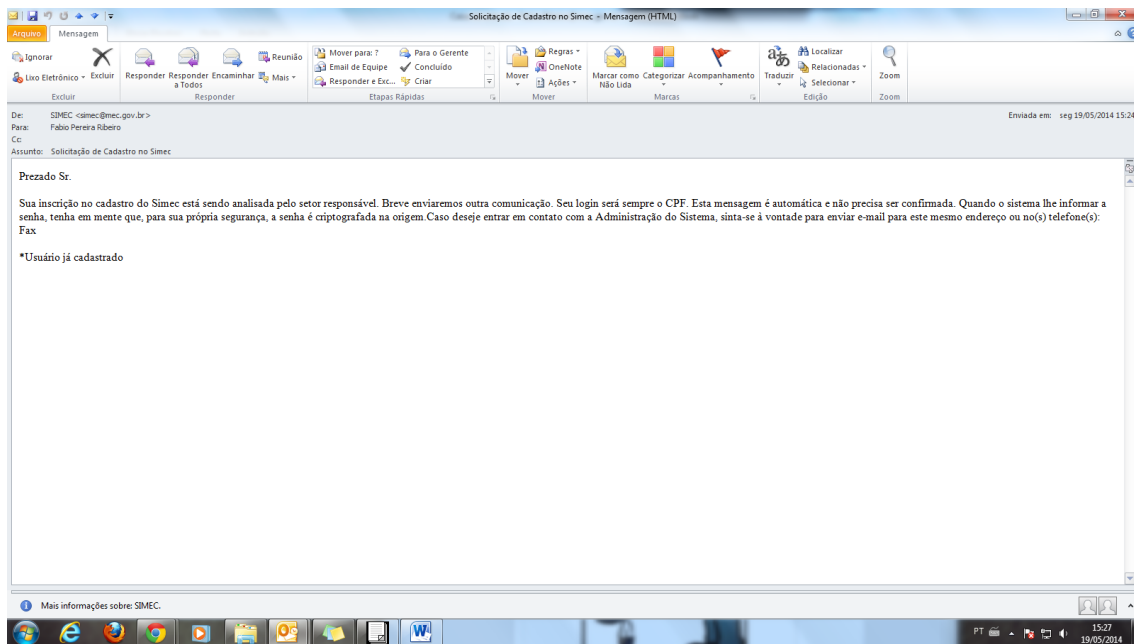 Solicitação de Cadastro no Simec - Mensagem (HTML)
Arquivo Mensagem
Ignorar
Lixo Eletrônico
Excluir
Responder
Responder a Todos
Encaminhar
Reunião
Mais
Mover para: ?
Email de Equipe
Responder e Exc...
Para o Gerente
Concluído
Criar
Mover
Regras
OneNote
Ações
Marcar como Não Lida
Categorizar
Acompanhamento
Traduzir
Localizar
Relacionadas
Selecionar
Zoom
Excluir Responder Etapas Rápidas Mover Marcas Edição Zoom
De: SIMEC <simec@mec.gov.br> Enviada em: seg 19/05/2014 15:24
Para: Fabio Pereira Ribeiro
Cc:
Assunto: Solicitação de Cadastro no Simec
Prezado Sr.
Sua inscrição no cadastro do Simec está sendo analisada pelo setor responsável. Breve enviaremos outra comunicação. Seu login será sempre o CPF. Esta mensagem é automática e não precisa ser confirmada. Quando o sistema lhe informar a
senha, tenha em mente que, para sua própria segurança, a senha é criptografada na origem.Caso deseje entrar em contato com a Administração do Sistema, sinta-se à vontade para enviar e-mail para este mesmo endereço ou no(s) telefone(s):
Fax
*Usuário já cadastrado
Mais informações sobre: SIMEC.
PT 15:27
19/05/2014